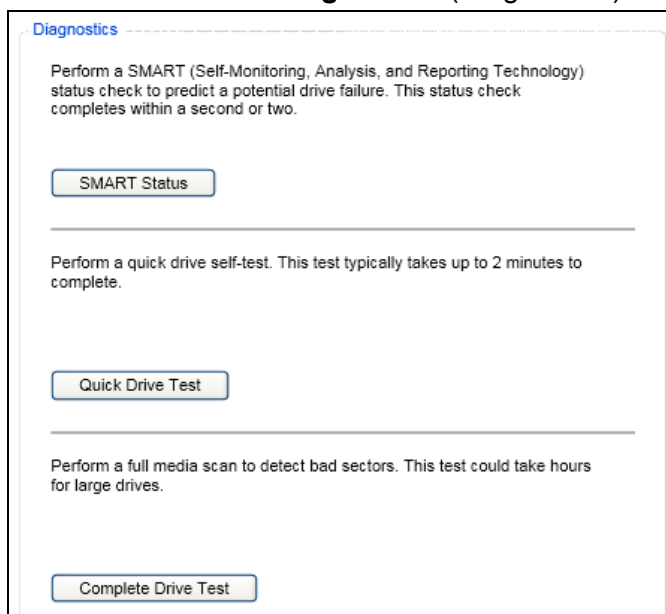 Diagnostics
Perform a SMART (Self-Monitoring, Analysis, and Reporting Technology)
status check to predict a potential drive failure. This status check
completes within a second or two.
SMART Status
Perform a quick drive self-test. This test typically takes up to 2 minutes to
complete.
Quick Drive Test
Perform a full media scan to detect bad sectors. This test could take hours
for large drives.
Complete Drive Test